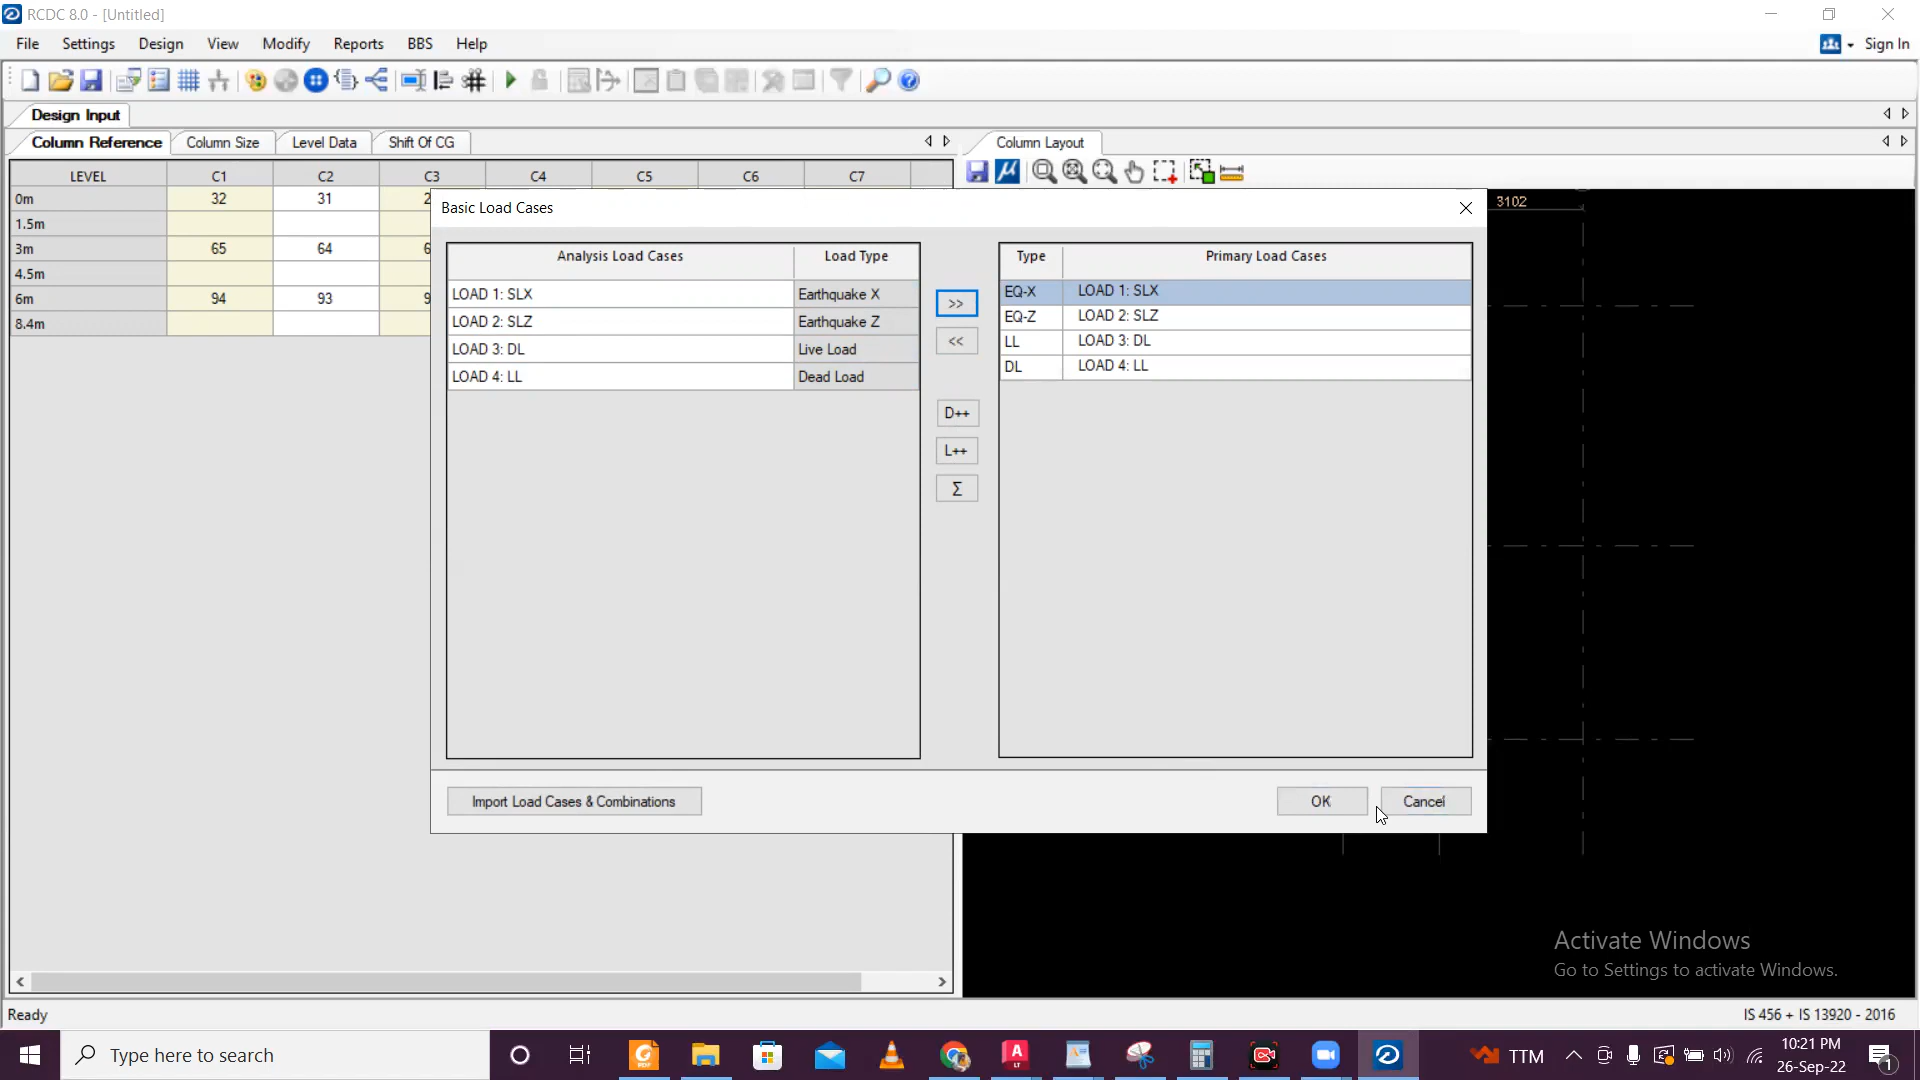 RCDC 8.0 - [Untitled]
File Settings Design View Modify Reports BBS Help
Sign In
Design Input
Column Reference Column Size Level Data Shift Of CG
Column Layout
LEVEL C1 C2 C3 C4 C5 C6 C7
0m 32 31 2
1.5m
3m 65 64 6
4.5m
6m 94 93 9
8.4m
3102
Basic Load Cases
Analysis Load Cases Load Type
LOAD 1: SLX Earthquake X
LOAD 2: SLZ Earthquake Z
LOAD 3: DL Live Load
LOAD 4: LL Dead Load
>>
<<
D++
L++
Σ
Type Primary Load Cases
EQ-X LOAD 1: SLX
EQ-Z LOAD 2: SLZ
LL LOAD 3: DL
DL LOAD 4: LL
Import Load Cases & Combinations
OK
Cancel
Activate Windows
Go to Settings to activate Windows.
Ready
IS 456 + IS 13920 - 2016
Type here to search
PDF
A
LT
TTM
10:21 PM
26-Sep-22
1